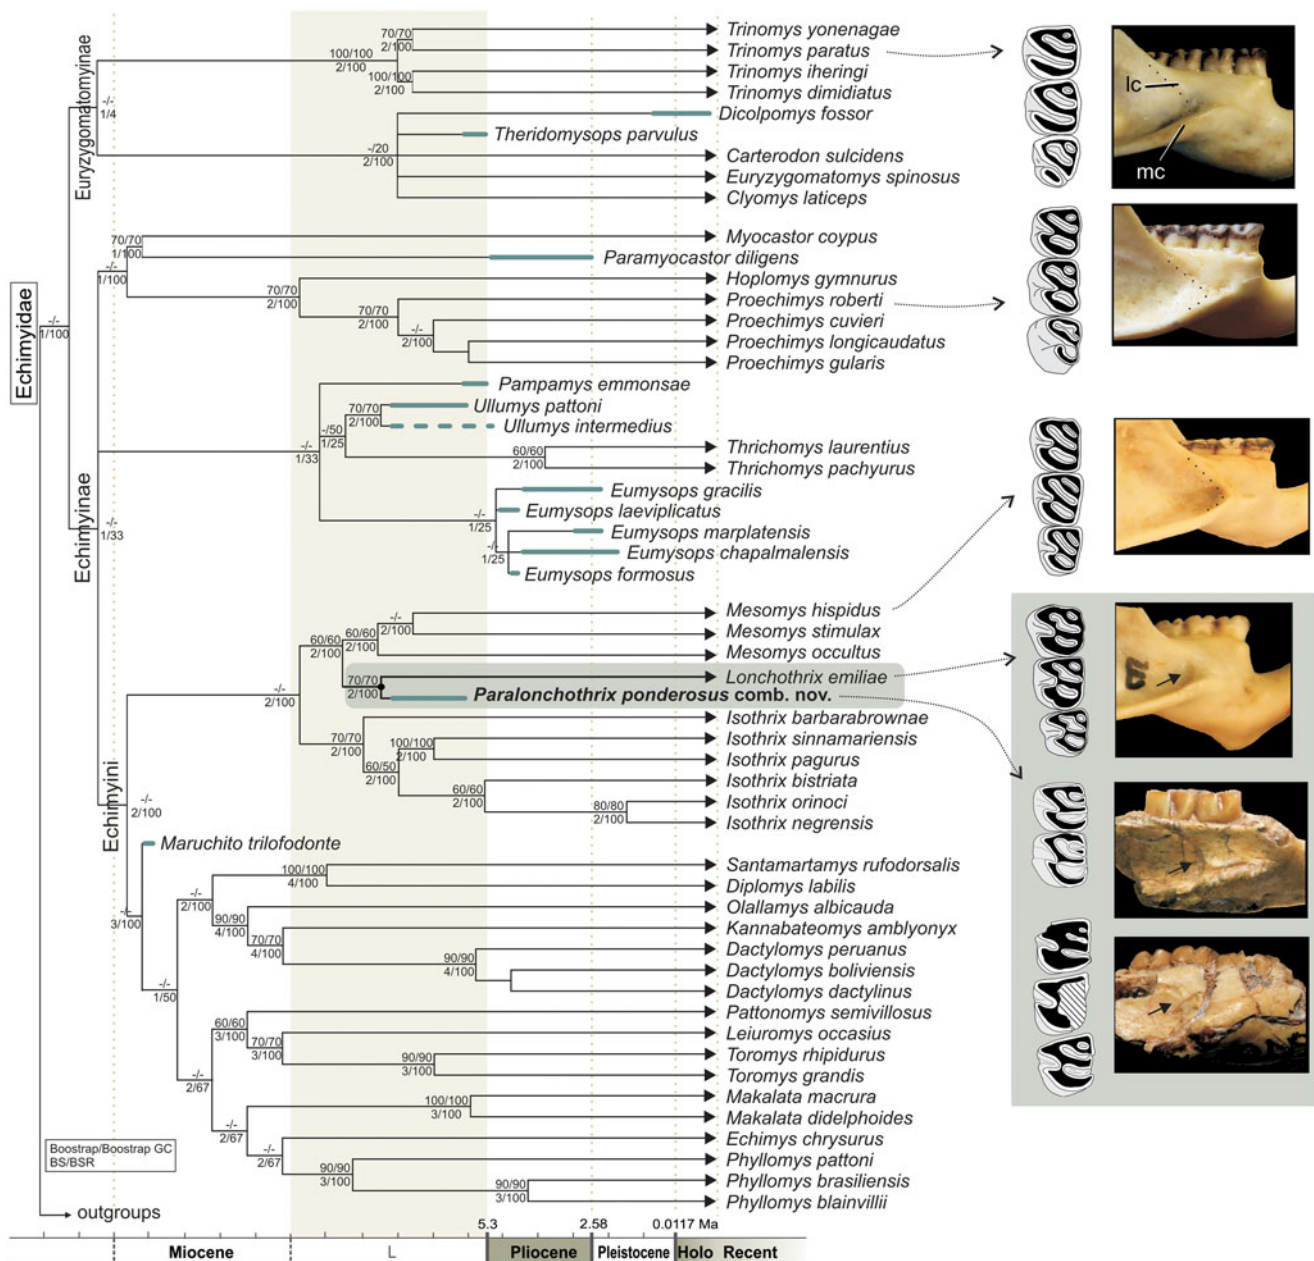 Echimyidae
Euryzygomatomyinae
Echimyinae
Echimyini
-/-
1/100
-/-
1/4
100/100
2/100
70/70
2/100
100/100
2/100
Trinomys yonenagae
Trinomys paratus
Trinomys iheringi
Trinomys dimidiatus
-/20
2/100
Dicolpomys fossor
Theridomysops parvulus
Carterodon sulcidens
Euryzygomatomys spinosus
Clyomys laticeps
-/-
1/33
-/-
1/100
70/70
1/100
Myocastor coypus
Paramyocastor diligens
70/70
2/100
Hoplomys gymnurus
70/70
2/100
Proechimys roberti
-/-
2/100
Proechimys cuvieri
Proechimys longicaudatus
Proechimys gularis
-/-
1/33
Pampamys emmonsae
-/50
1/25
70/70
2/100
Ullumys pattoni
Ullumys intermedius
60/60
2/100
Thrichomys laurentius
Thrichomys pachyurus
-/-
1/25
Eumysops gracilis
Eumysops laeviplicatus
-/-
1/25
Eumysops marplatensis
Eumysops chapalmalensis
Eumysops formosus
-/-
2/100
-/-
2/100
60/60
2/100
60/60
2/100
-/-
2/100
Mesomys hispidus
Mesomys stimulax
Mesomys occultus
70/70
2/100
Lonchothrix emiliae
Paralonchothrix ponderosus comb. nov.
70/70
2/100
Isothrix barbarabrownae
60/50
2/100
100/100
2/100
Isothrix sinnamariensis
Isothrix pagurus
60/60
2/100
Isothrix bistriata
80/80
2/100
Isothrix orinoci
Isothrix negrensis
-/-
3/100
Maruchito trilofodonte
-/-
1/50
-/-
2/100
100/100
4/100
Santamartamys rufodorsalis
Diplomys labilis
90/90
4/100
Olallamys albicauda
70/70
4/100
Kannabateomys amblyonyx
90/90
4/100
Dactylomys peruanus
Dactylomys boliviensis
Dactylomys dactylinus
-/-
2/67
60/60
3/100
Pattonomys semivillosus
70/70
3/100
Leiuromys occasius
90/90
3/100
Toromys rhipidurus
Toromys grandis
-/-
2/67
100/100
3/100
Makalata macrura
Makalata didelphoides
-/-
2/67
Echimys chrysurus
90/90
3/100
Phyllomys pattoni
90/90
3/100
Phyllomys brasiliensis
Phyllomys blainvillii
lc
mc
Boostrap/Boostrap GC
BS/BSR
outgroups
5.3 2.58 0.0117 Ma
Miocene L Pliocene Pleistocene Holo Recent